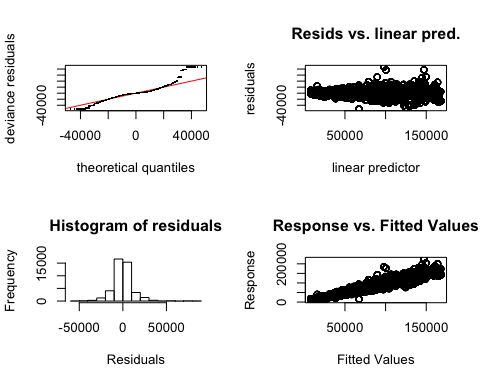 deviance residuals
-40000
-40000 0 40000
theoretical quantiles
Resids vs. linear pred.
residuals
-40000
50000 150000
linear predictor
Histogram of residuals
Frequency
0 15000
-50000 0 50000
Residuals
Response vs. Fitted Values
Response
0 200000
50000 150000
Fitted Values